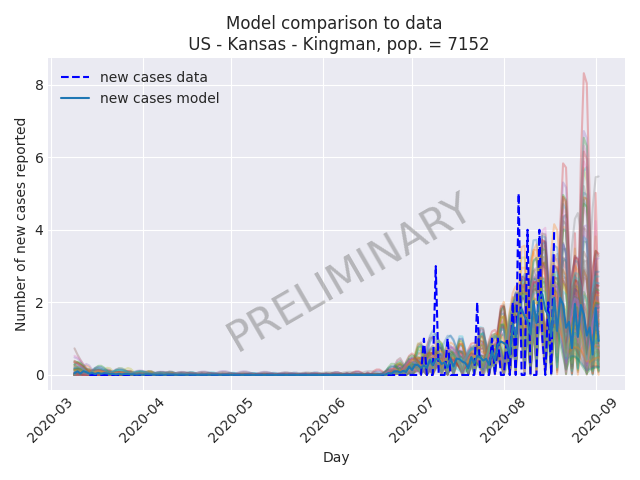 Model comparison to data
US - Kansas - Kingman, pop. = 7152
new cases data
new cases model
Number of new cases reported
8
6
4
2
0
PRELIMINARY
2020-03
2020-04
2020-05
2020-06
2020-07
2020-08
2020-09
Day